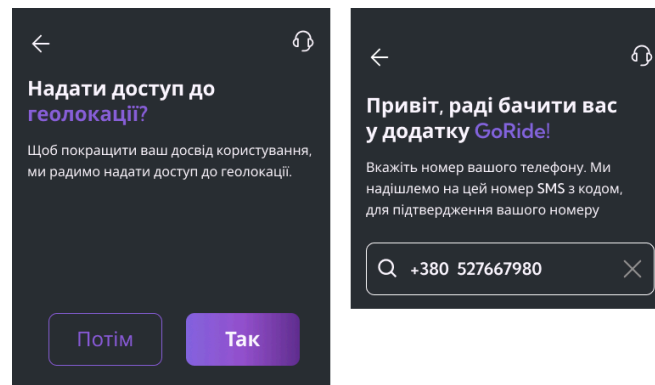 Надати доступ до
геолокації?
Щоб покращити ваш досвід користування,
ми радимо надати доступ до геолокації.
Потім
Так
Привіт, раді бачити вас
у додатку GoRide!
Вкажіть номер вашого телефону. Ми
надішлемо на цей номер SMS з кодом,
для підтвердження вашого номеру
+380 527667980